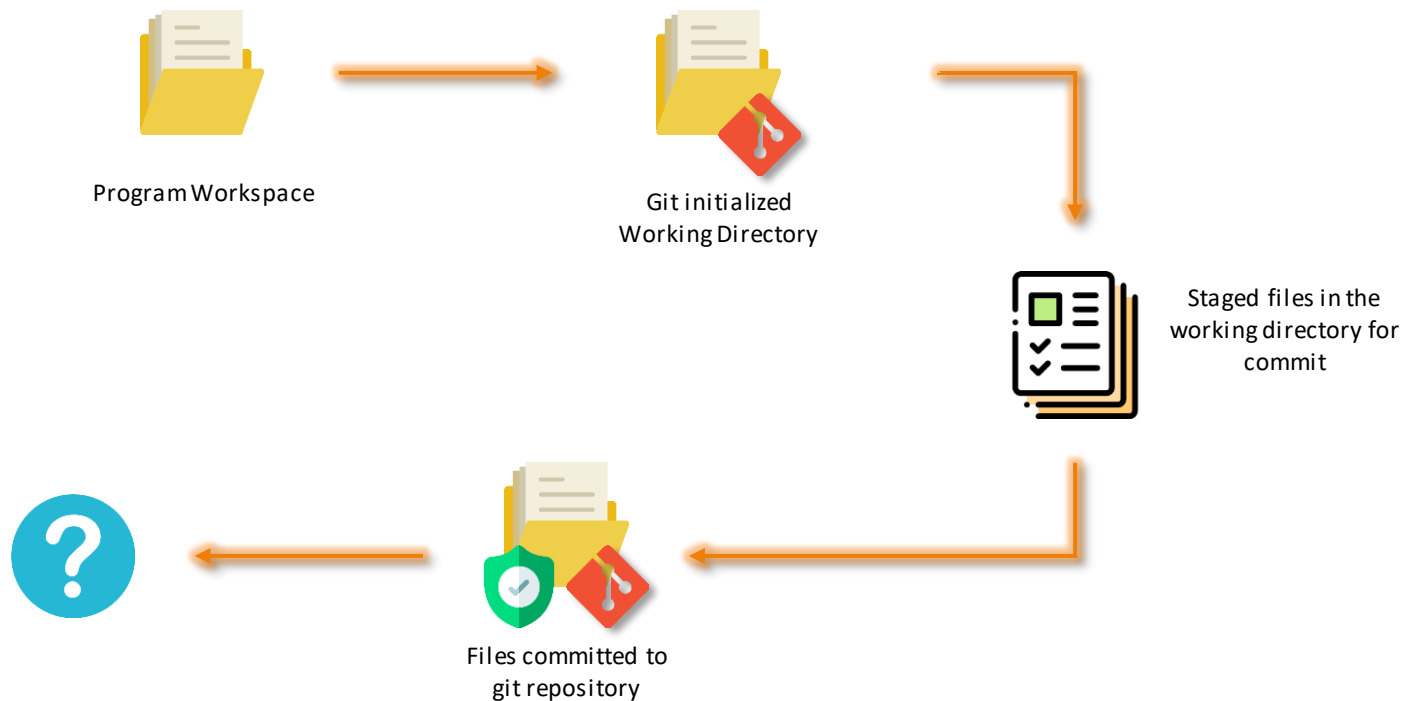 Program Workspace
Git initialized
Working Directory
Staged files in the
working directory for
commit
Files committed to
git repository